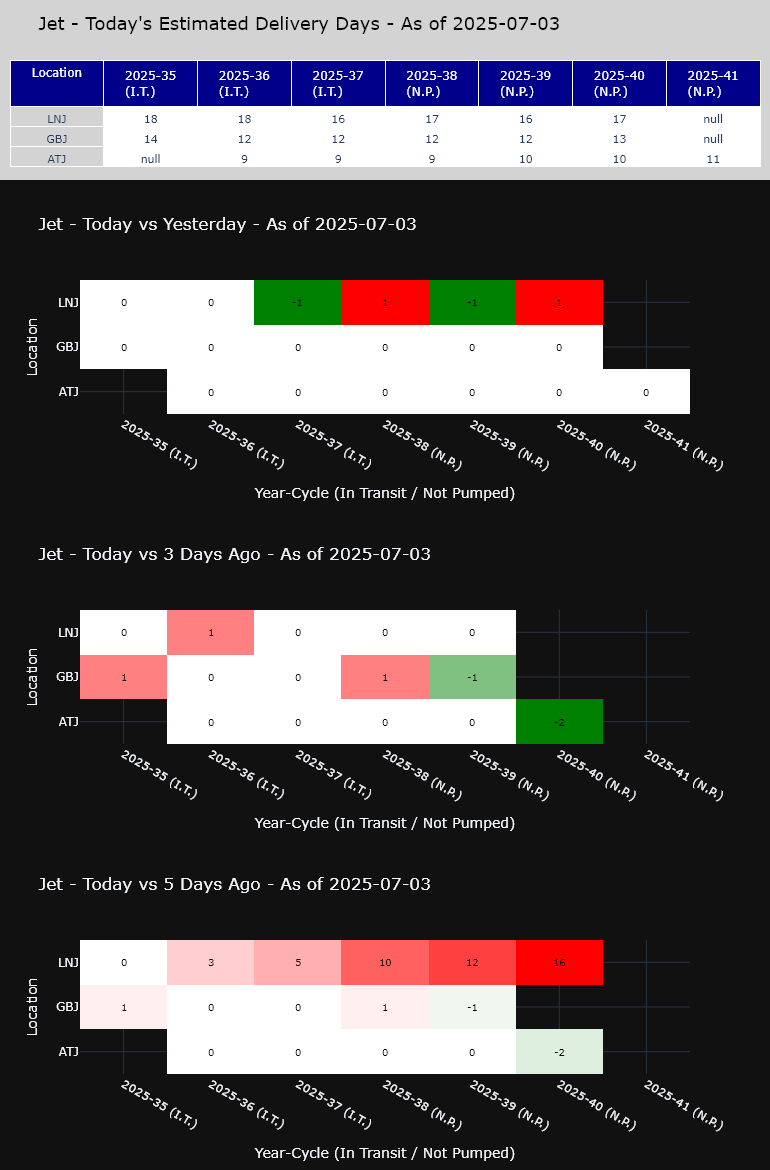 Jet - Today's Estimated Delivery Days - As of 2025-07-03
Location 2025-35 (I.T.) 2025-36 (I.T.) 2025-37 (I.T.) 2025-38 (N.P.) 2025-39 (N.P.) 2025-40 (N.P.) 2025-41 (N.P.)
LNJ 18 18 16 17 16 17 null
GBJ 14 12 12 12 12 13 null
ATJ null 9 9 9 10 10 11
Jet - Today vs Yesterday - As of 2025-07-03
Location
LNJ 0 0 -1 1 -1 1
GBJ 0 0 0 0 0 0
ATJ 0 0 0 0 0 0
2025-35 (I.T.) 2025-36 (I.T.) 2025-37 (I.T.) 2025-38 (N.P.) 2025-39 (N.P.) 2025-40 (N.P.) 2025-41 (N.P.)
Year-Cycle (In Transit / Not Pumped)
Jet - Today vs 3 Days Ago - As of 2025-07-03
Location
LNJ 0 1 0 0 0
GBJ 1 0 0 1 -1
ATJ 0 0 0 0 -2
2025-35 (I.T.) 2025-36 (I.T.) 2025-37 (I.T.) 2025-38 (N.P.) 2025-39 (N.P.) 2025-40 (N.P.) 2025-41 (N.P.)
Year-Cycle (In Transit / Not Pumped)
Jet - Today vs 5 Days Ago - As of 2025-07-03
Location
LNJ 0 3 5 10 12 16
GBJ 1 0 0 1 -1
ATJ 0 0 0 0 -2
2025-35 (I.T.) 2025-36 (I.T.) 2025-37 (I.T.) 2025-38 (N.P.) 2025-39 (N.P.) 2025-40 (N.P.) 2025-41 (N.P.)
Year-Cycle (In Transit / Not Pumped)